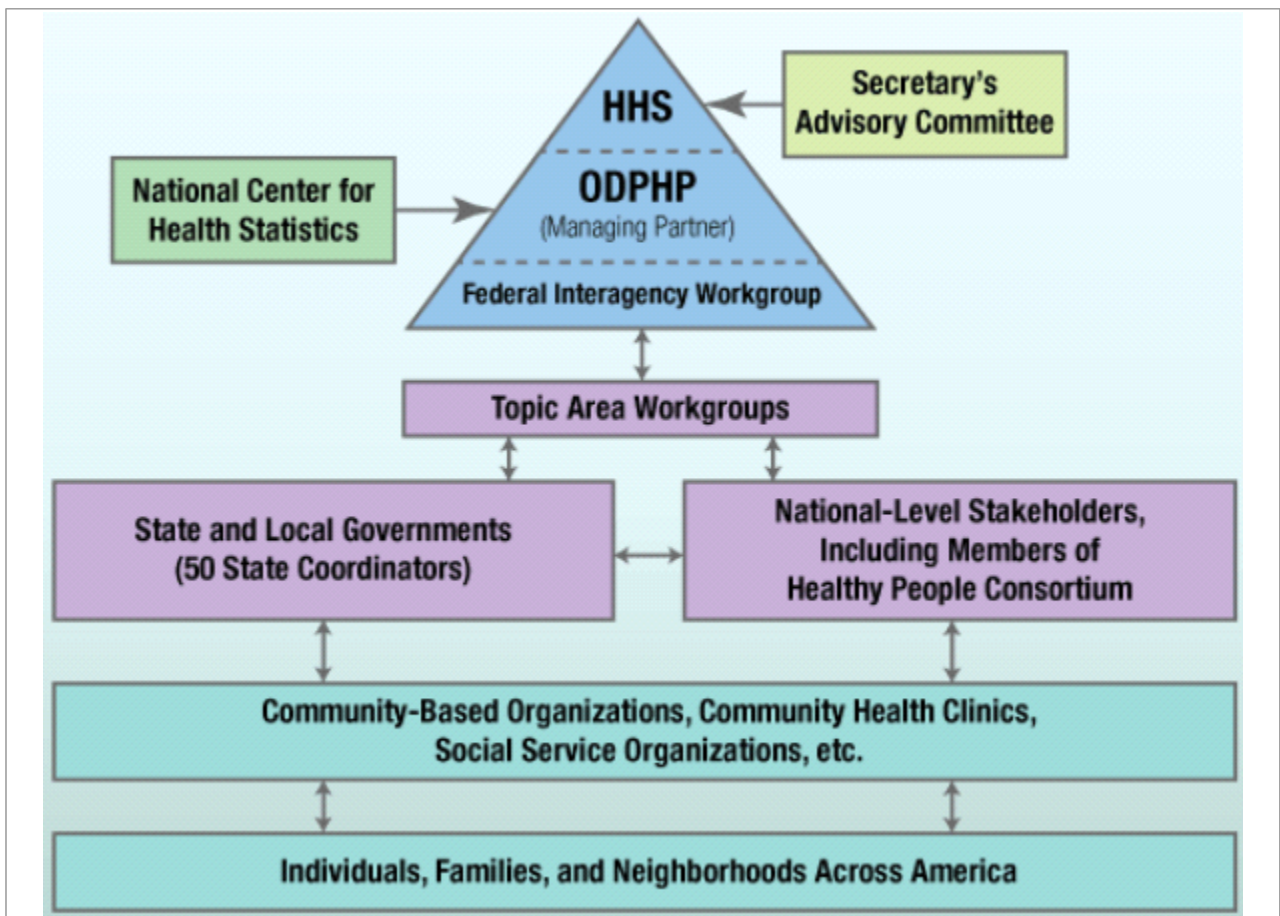 HHS
Secretary's
Advisory Committee
National Center for
Health Statistics
ODPHP
(Managing Partner)
Federal Interagency Workgroup
Topic Area Workgroups
State and Local Governments
(50 State Coordinators)
National-Level Stakeholders,
Including Members of
Healthy People Consortium
Community-Based Organizations, Community Health Clinics,
Social Service Organizations, etc.
Individuals, Families, and Neighborhoods Across America